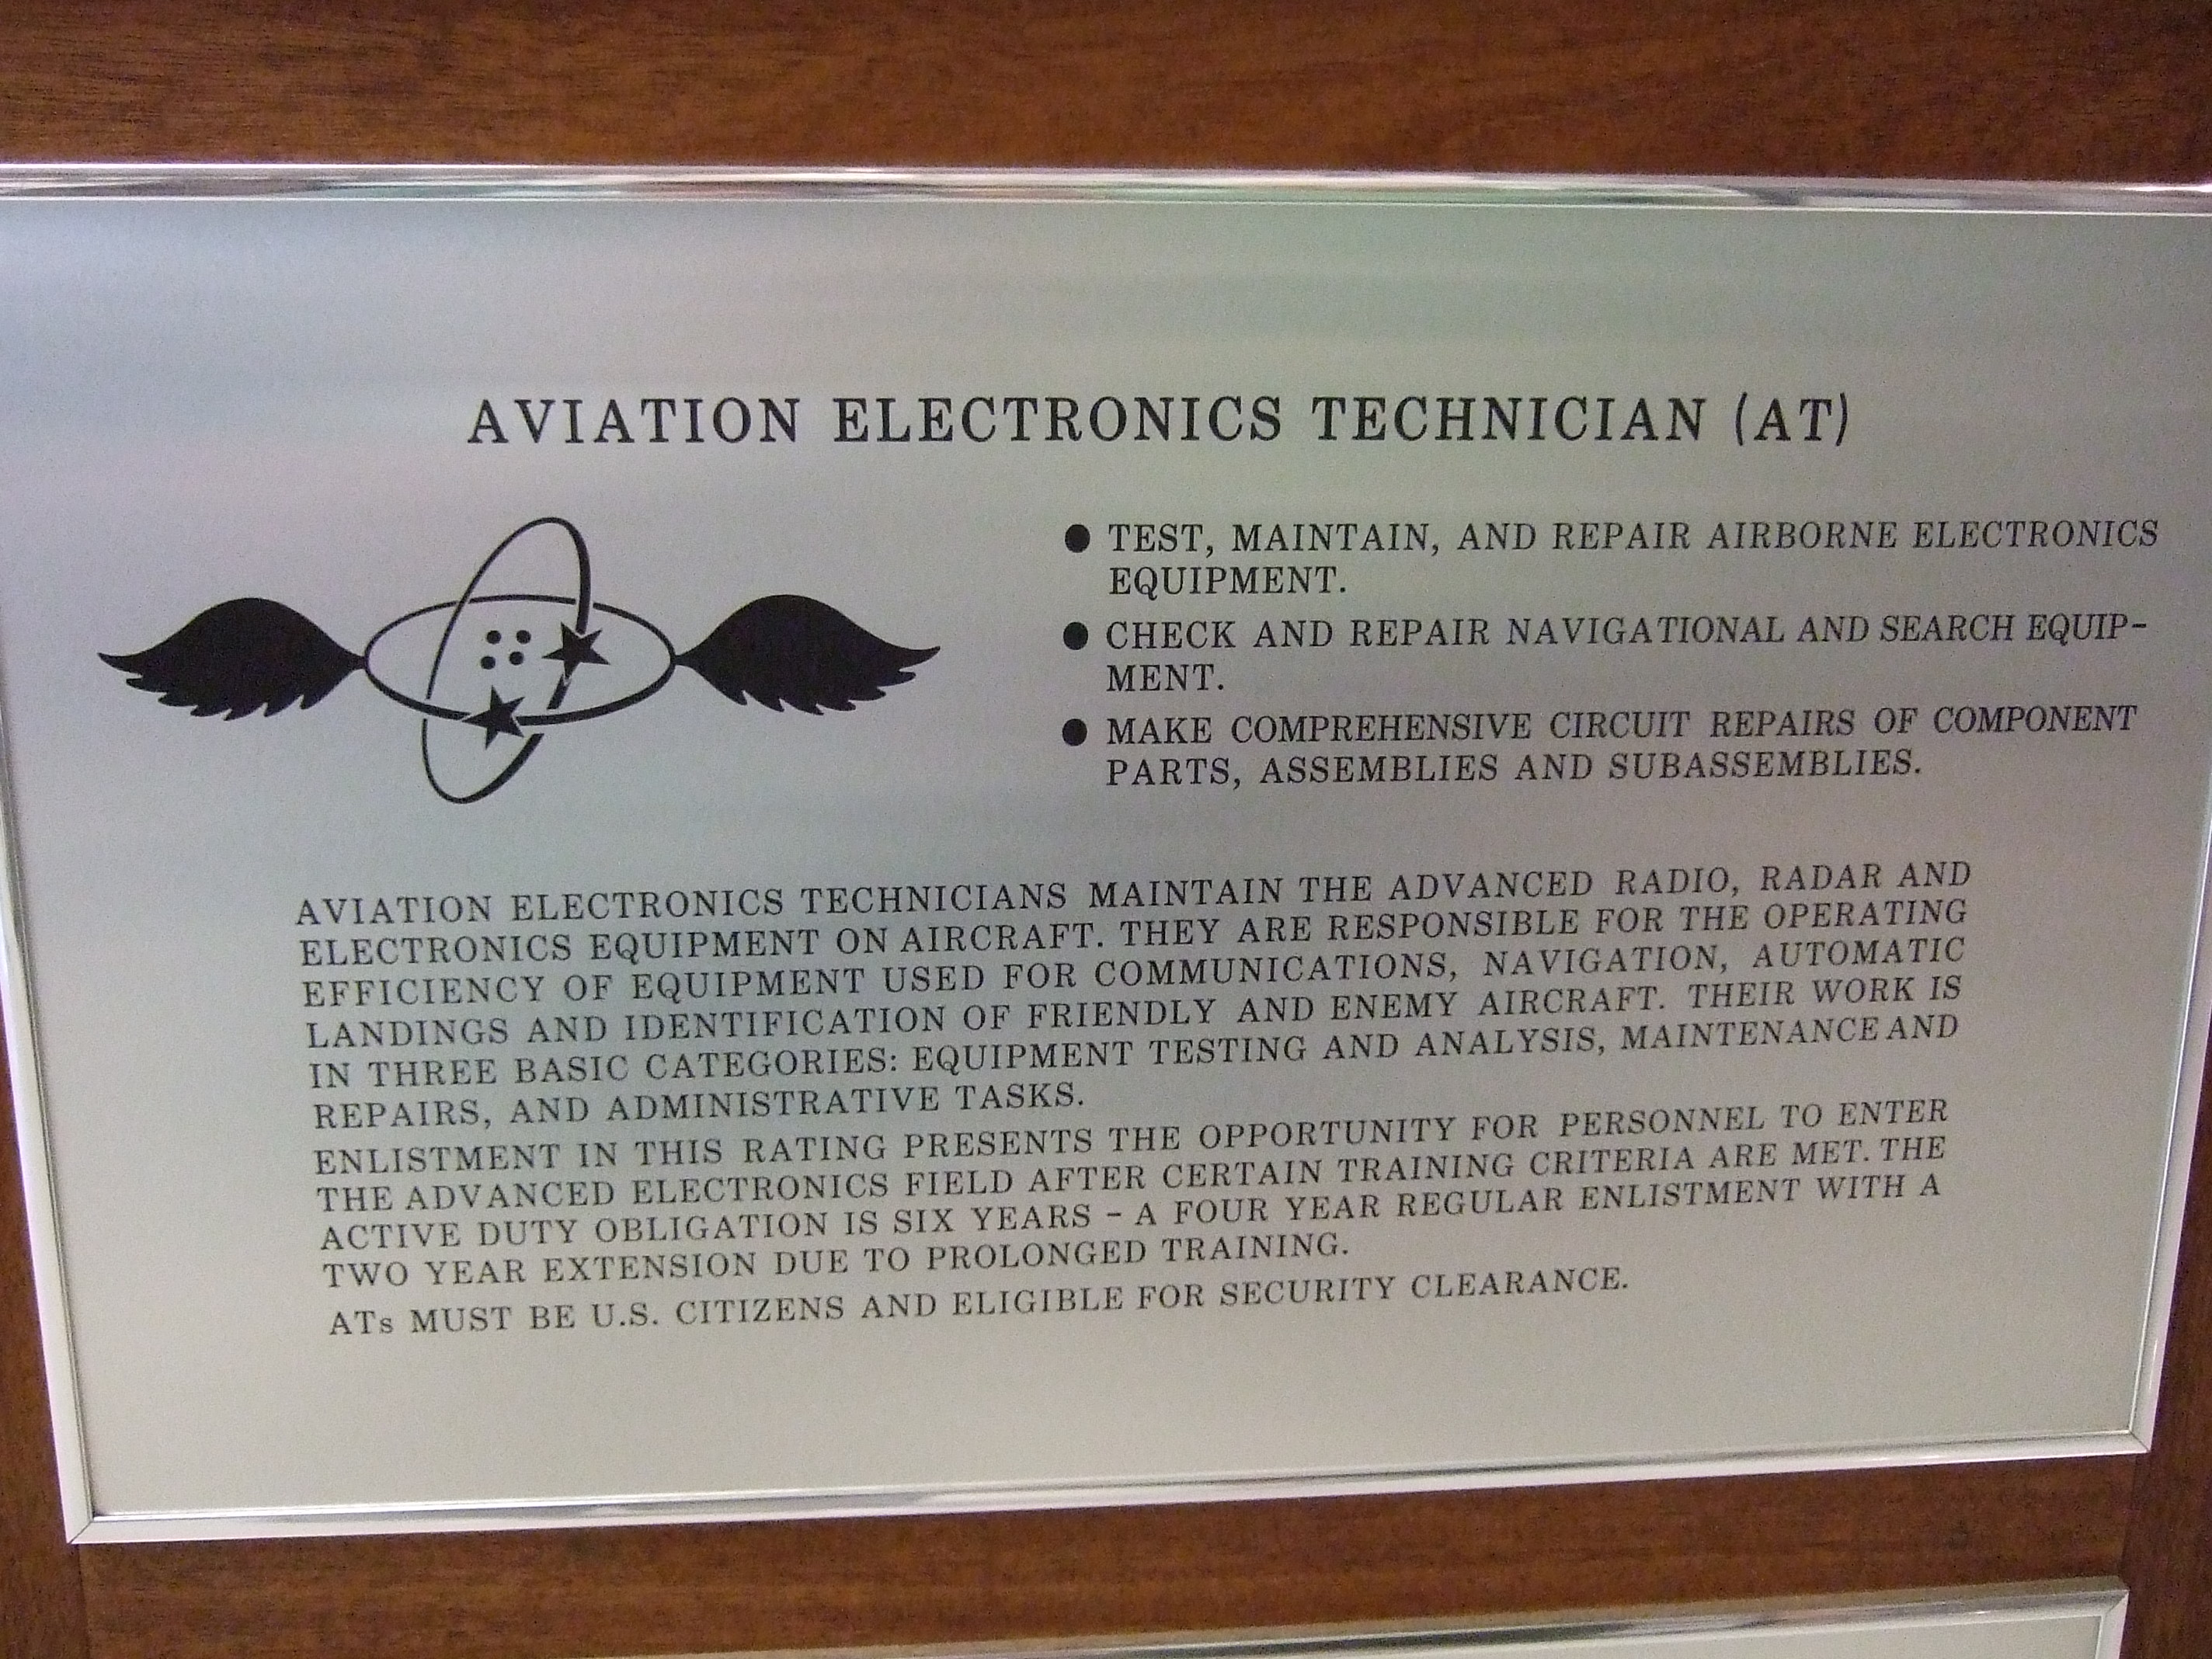 AVIATION ELECTRONICS TECHNICIAN (AT)
● TEST, MAINTAIN, AND REPAIR AIRBORNE ELECTRONICS
EQUIPMENT.
● CHECK AND REPAIR NAVIGATIONAL AND SEARCH EQUIP-
MENT.
● MAKE COMPREHENSIVE CIRCUIT REPAIRS OF COMPONENT
PARTS, ASSEMBLIES AND SUBASSEMBLIES.
AVIATION ELECTRONICS TECHNICIANS MAINTAIN THE ADVANCED RADIO, RADAR AND
ELECTRONICS EQUIPMENT ON AIRCRAFT. THEY ARE RESPONSIBLE FOR THE OPERATING
EFFICIENCY OF EQUIPMENT USED FOR COMMUNICATIONS, NAVIGATION, AUTOMATIC
LANDINGS AND IDENTIFICATION OF FRIENDLY AND ENEMY AIRCRAFT. THEIR WORK IS
IN THREE BASIC CATEGORIES: EQUIPMENT TESTING AND ANALYSIS, MAINTENANCE AND
REPAIRS, AND ADMINISTRATIVE TASKS.
ENLISTMENT IN THIS RATING PRESENTS THE OPPORTUNITY FOR PERSONNEL TO ENTER
THE ADVANCED ELECTRONICS FIELD AFTER CERTAIN TRAINING CRITERIA ARE MET. THE
ACTIVE DUTY OBLIGATION IS SIX YEARS - A FOUR YEAR REGULAR ENLISTMENT WITH A
TWO YEAR EXTENSION DUE TO PROLONGED TRAINING.
ATs MUST BE U.S. CITIZENS AND ELIGIBLE FOR SECURITY CLEARANCE.